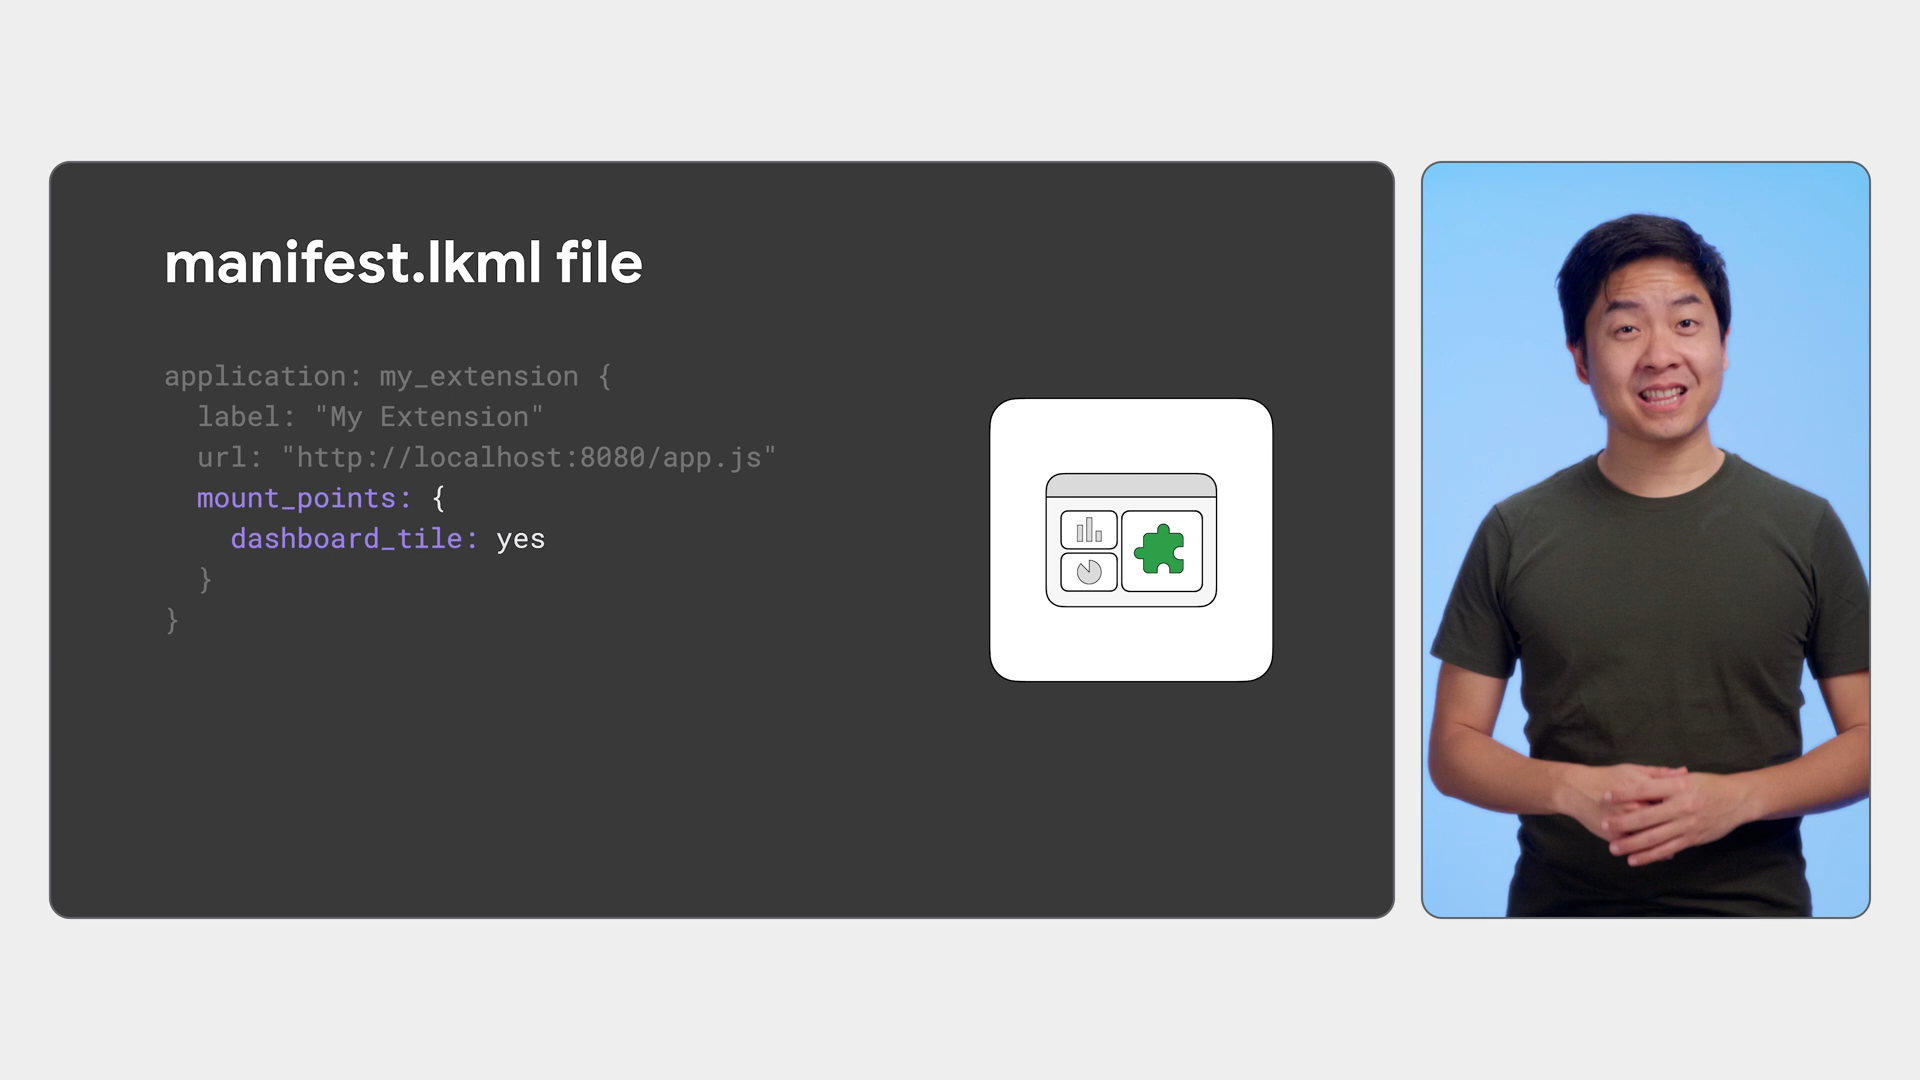 manifest.lkml file
application: my_extension {
label: "My Extension"
url: "http://localhost:8080/app.js"
mount_points: {
dashboard_tile: yes
}
}